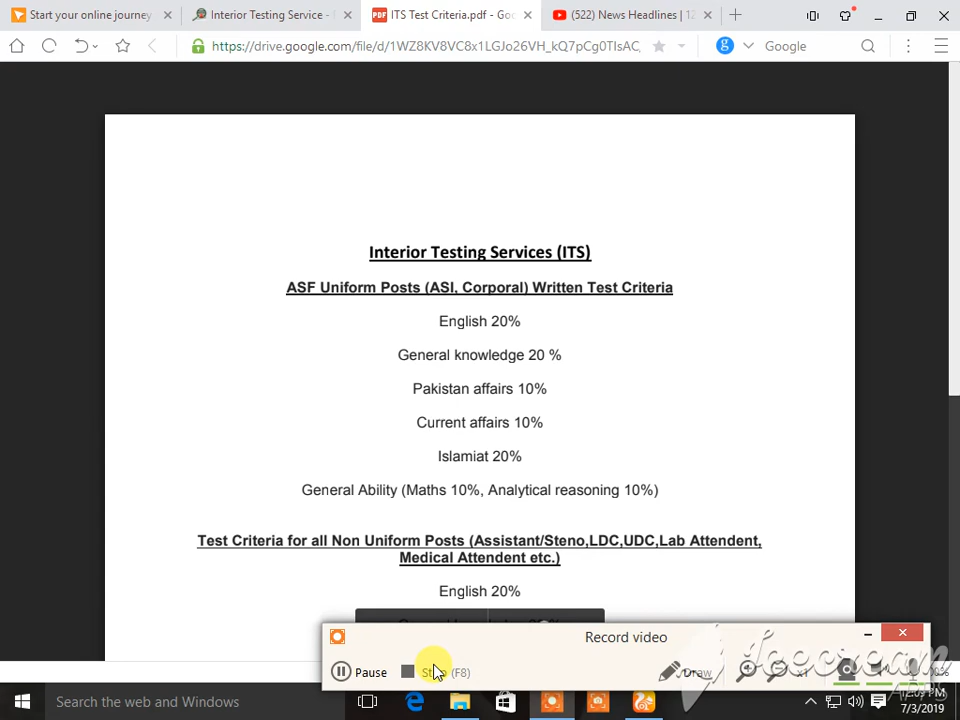 Start your online journey
Interior Testing Service -
ITS Test Criteria.pdf - Goo
(522) News Headlines | 12
https://drive.google.com/file/d/1WZ8KV8VC8x1LGJo26VH_kQ7pCg0TIsAC,
Google
Interior Testing Services (ITS)
ASF Uniform Posts (ASI, Corporal) Written Test Criteria
English 20%
General knowledge 20 %
Pakistan affairs 10%
Current affairs 10%
Islamiat 20%
General Ability (Maths 10%, Analytical reasoning 10%)
Test Criteria for all Non Uniform Posts (Assistant/Steno,LDC,UDC,Lab Attendent,
Medical Attendent etc.)
English 20%
Record video
Pause
(F8)
Draw
x1
Icecream
Apps
Search the web and Windows
7/3/2019